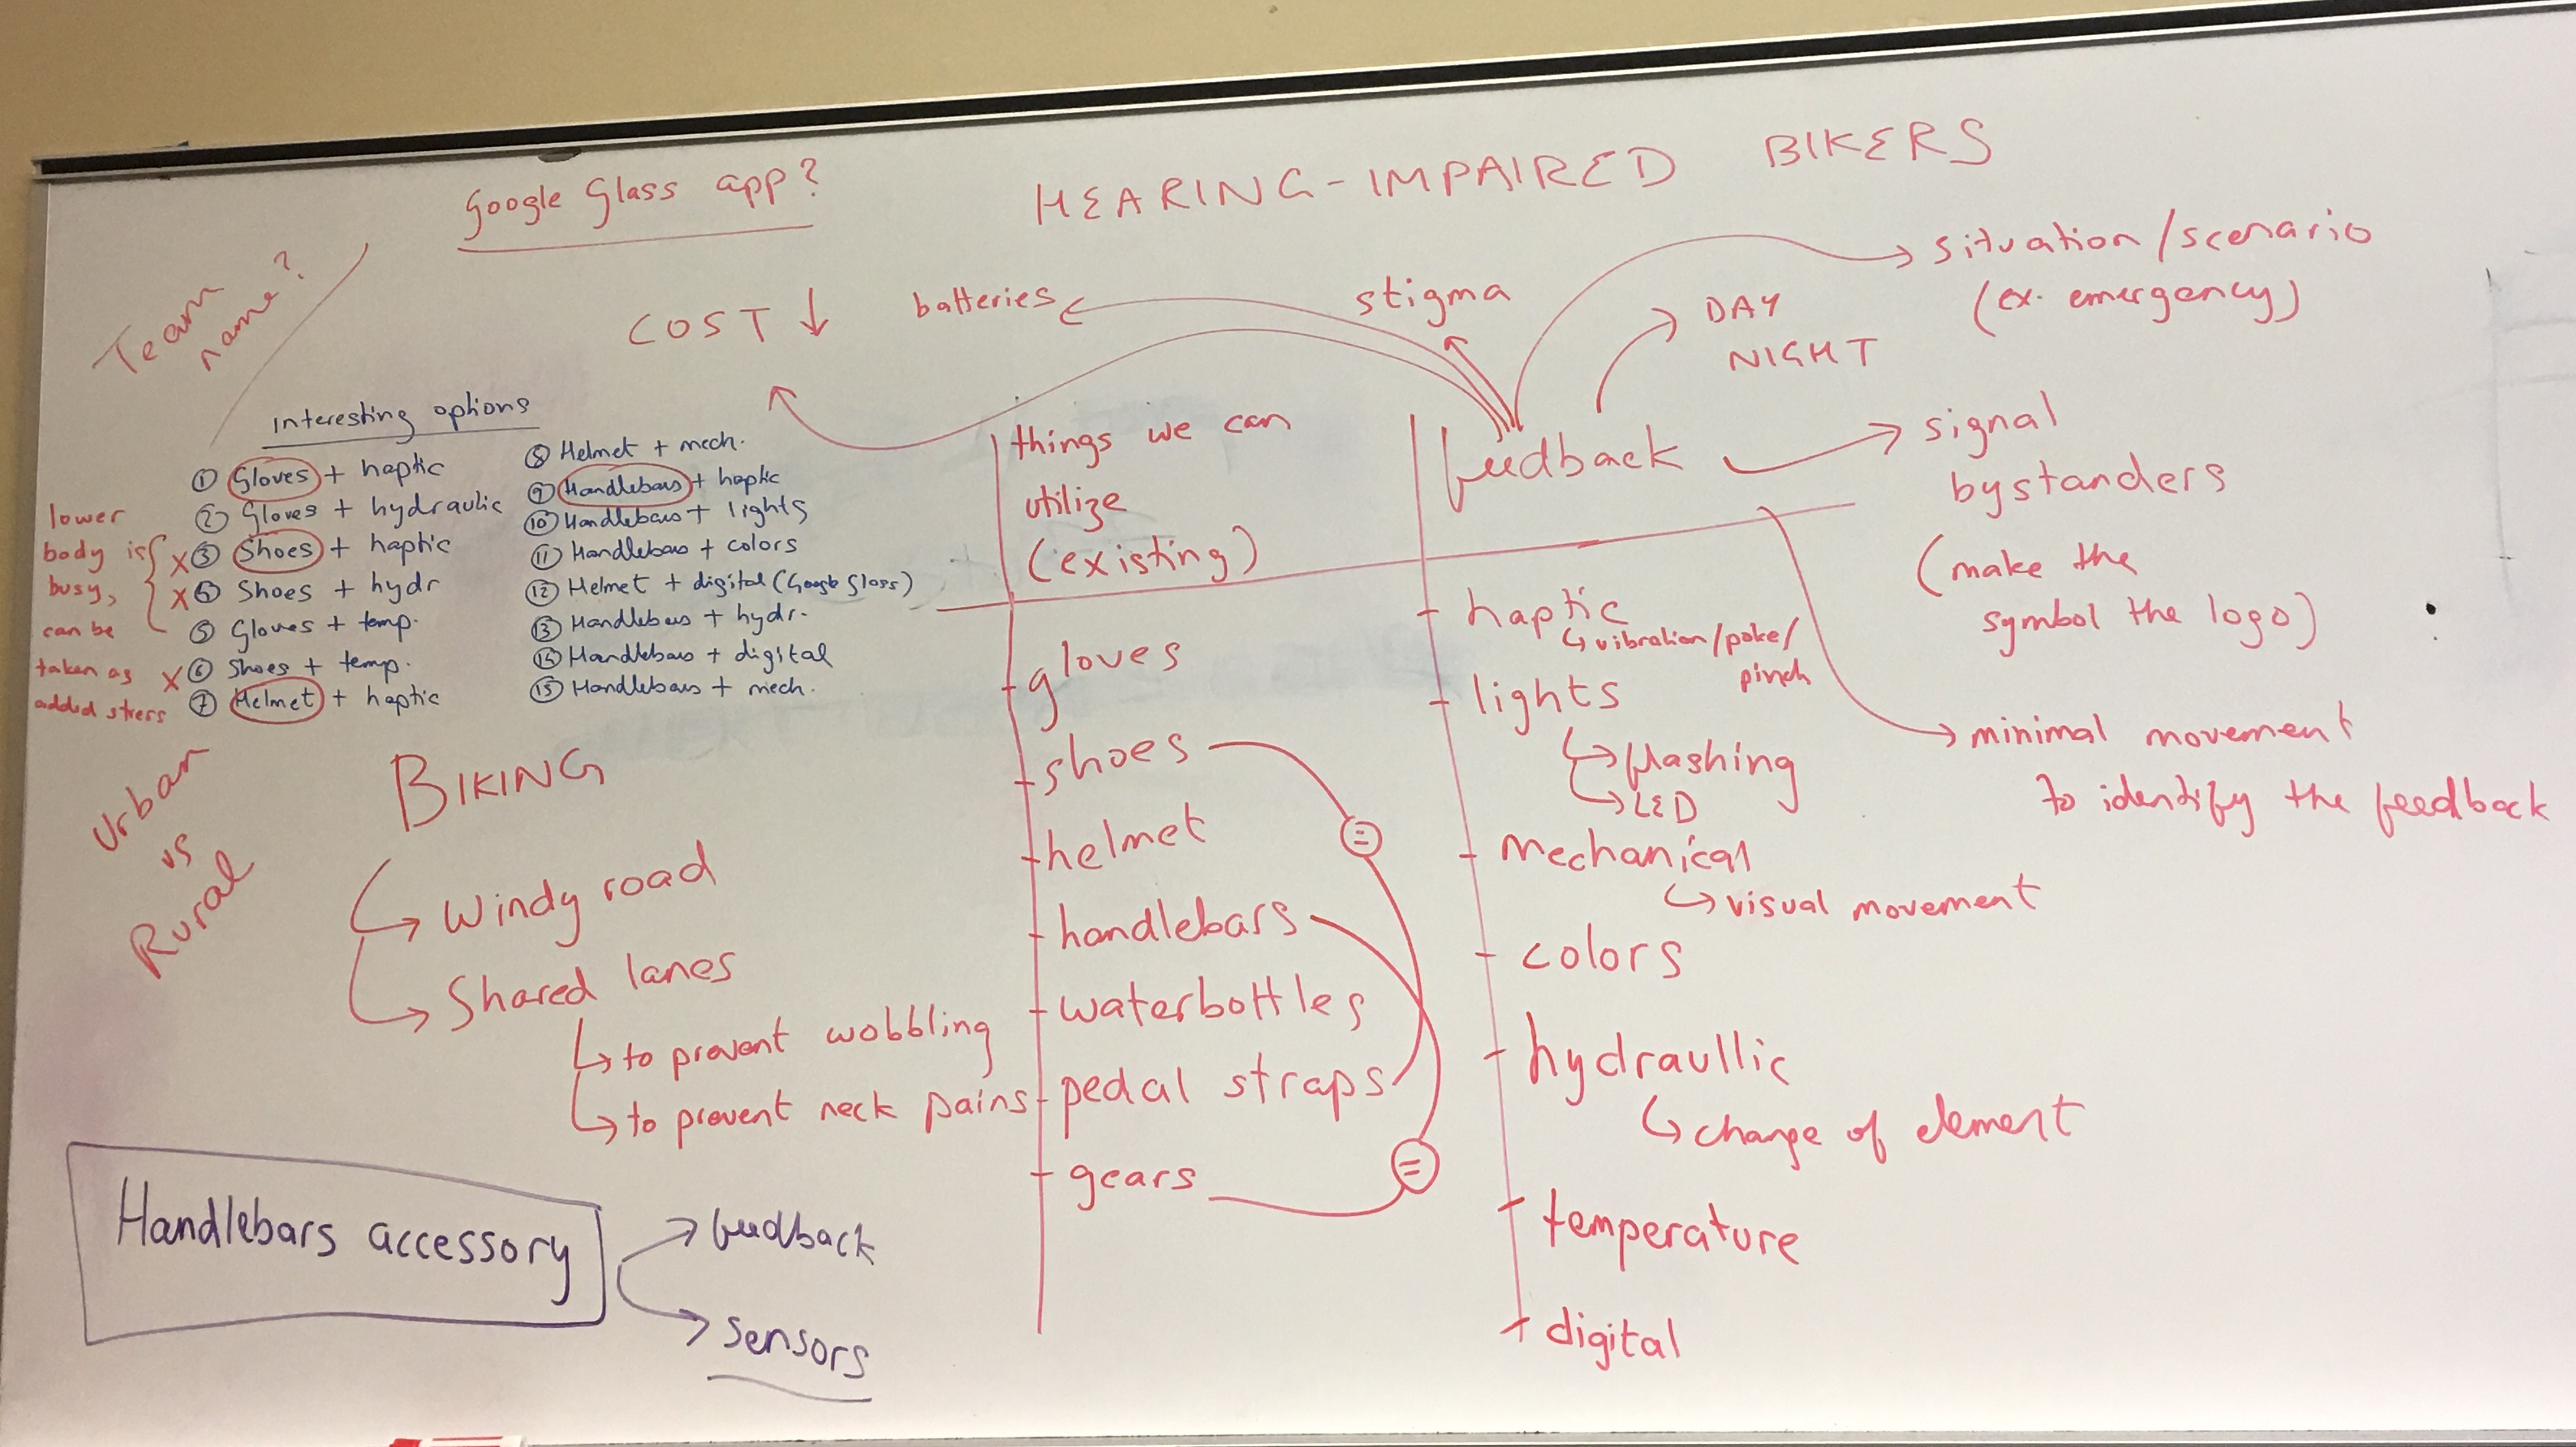 Google Glass app?
HEARING-IMPAIRED BIKERS
Team
name?
COST ↓
batteries
stigma
DAY
NIGHT
situation/scenario
(ex. emergency)
Interesting options
① Gloves + haptic
② Gloves + hydraulic
X ③ Shoes + haptic
X ④ Shoes + hydr
⑤ Gloves + temp.
X ⑥ Shoes + temp.
⑦ Helmet + haptic
⑧ Helmet + mech.
⑨ Handlebars + haptic
⑩ Handlebars + lights
⑪ Handlebars + colors
⑫ Helmet + digital (Google Glass)
⑬ Handlebars + hydr.
⑭ Handlebars + digital
⑮ Handlebars + mech.
lower
body is
busy,
can be
taken as
added stress
Urban
vs
Rural
BIKING
Windy road
Shared lanes
to prevent wobbling
to prevent neck pains
Handlebars accessory
feedback
sensors
things we can
utilize
(existing)
gloves
shoes
helmet
handlebars
waterbottles
pedal straps
gears
=
=
feedback
haptic
vibration/poke/
pinch
lights
flashing
LED
mechanical
visual movement
colors
hydraullic
change of element
temperature
digital
signal
bystanders
(make the
symbol the logo)
minimal movement
to identify the feedback